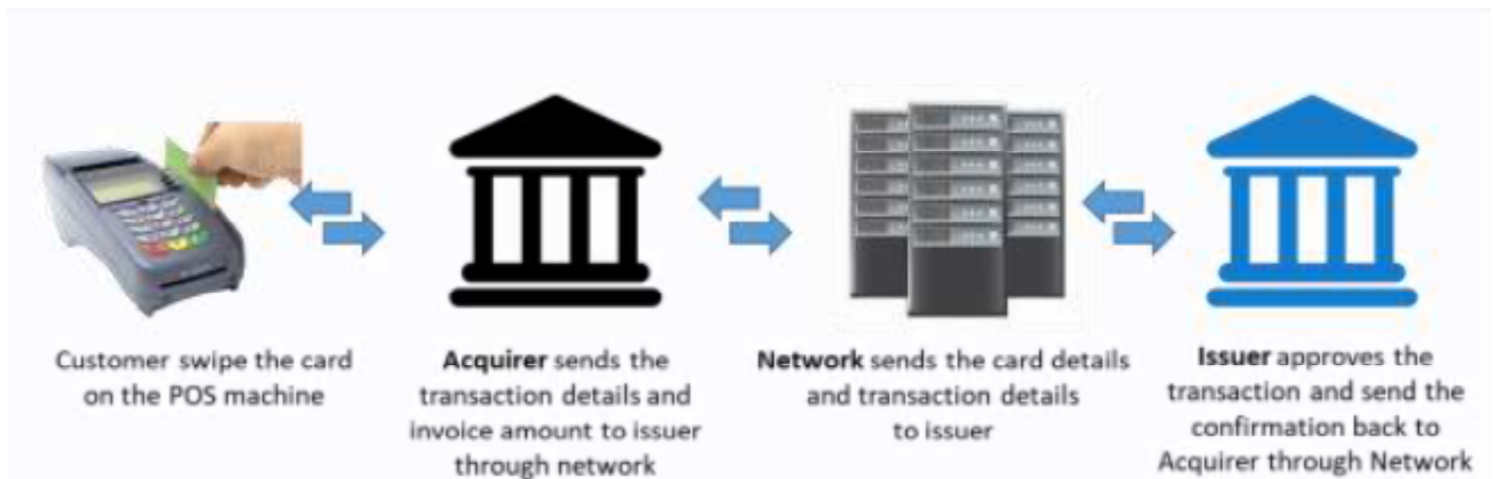 Customer swipe the card
on the POS machine
Acquirer sends the
transaction details and
invoice amount to issuer
through network
Network sends the card details
and transaction details
to issuer
Issuer approves the
transaction and send the
confirmation back to
Acquirer through Network